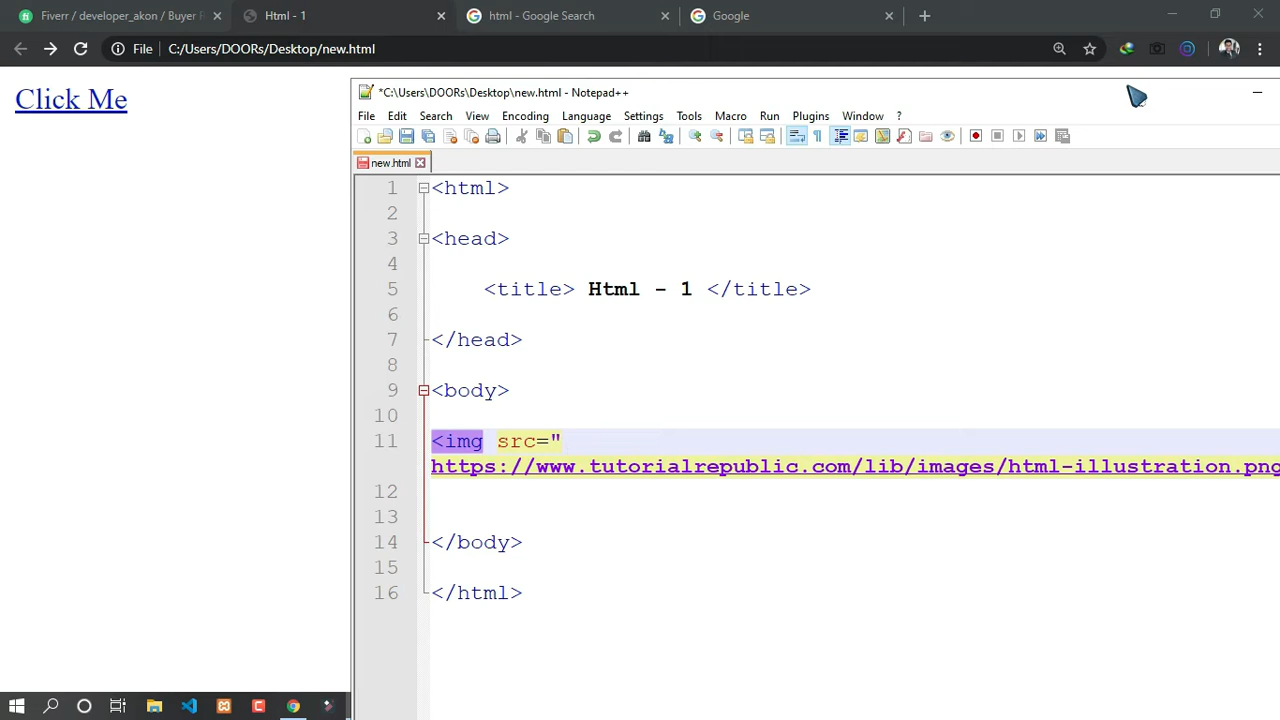 Fiverr / developer_akon / Buyer R
Html - 1
html - Google Search
Google
File
C:/Users/DOORs/Desktop/new.html
Click Me
*C:\Users\DOORs\Desktop\new.html - Notepad++
File Edit Search View Encoding Language Settings Tools Macro Run Plugins Window ?
new.html
1 <html>
2
3 <head>
4
5 <title> Html - 1 </title>
6
7 </head>
8
9 <body>
10
11 <img src="
https://www.tutorialrepublic.com/lib/images/html-illustration.png
12
13
14 </body>
15
16 </html>